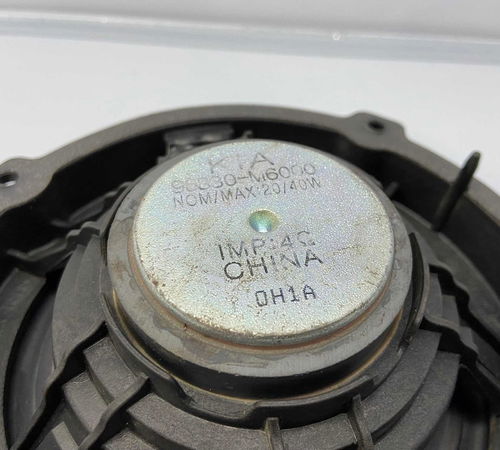 KIA
96330-M6000
NOM/MAX:20/40W
IMP:4Ω
CHINA
0H1A